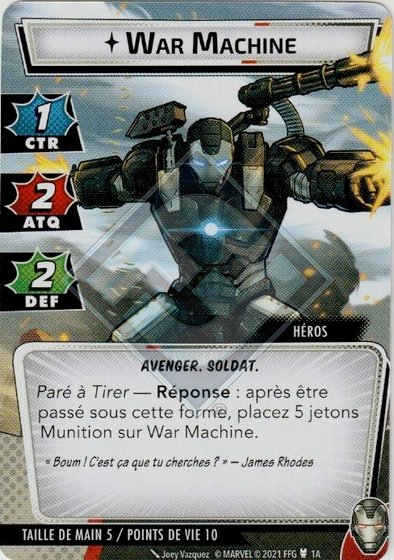 WAR MACHINE
1
CTR
2
ATQ
2
DEF
HÉROS
AVENGER. SOLDAT.
Paré à Tirer — Réponse : après être
passé sous cette forme, placez 5 jetons
Munition sur War Machine.
« Boum ! C'est ça que tu cherches ? » — James Rhodes
TAILLE DE MAIN 5 / POINTS DE VIE 10
Joey Vazquez © MARVEL © 2021 FFG 1A